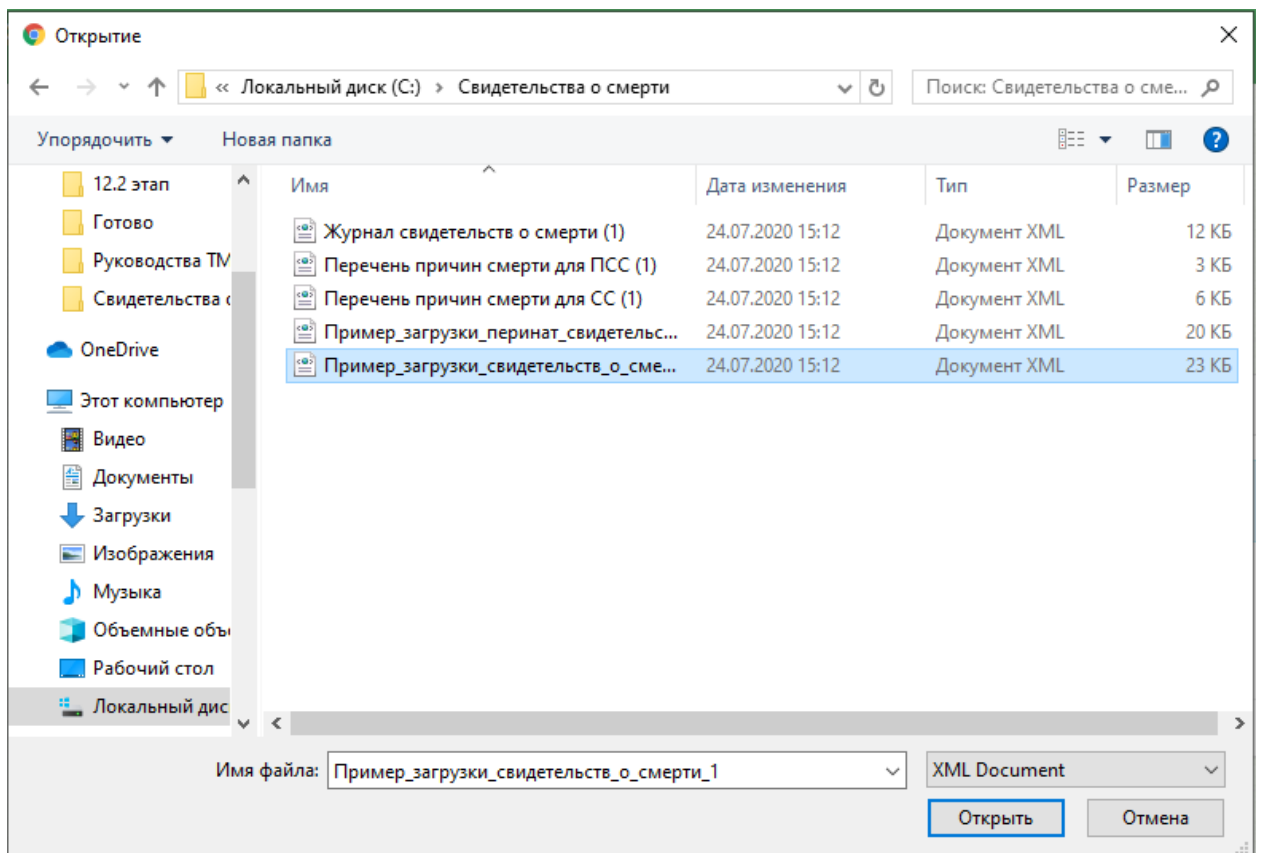 Открытие
« Локальный диск (C:) › Свидетельства о смерти
Поиск: Свидетельства о сме...
Упорядочить
Новая папка
Имя Дата изменения Тип Размер
12.2 этап
Готово
Руководства ТМ
Свидетельства о
OneDrive
Этот компьютер
Видео
Документы
Загрузки
Изображения
Музыка
Объемные объ
Рабочий стол
Локальный дис
Журнал свидетельств о смерти (1) 24.07.2020 15:12 Документ XML 12 КБ
Перечень причин смерти для ПСС (1) 24.07.2020 15:12 Документ XML 3 КБ
Перечень причин смерти для СС (1) 24.07.2020 15:12 Документ XML 6 КБ
Пример_загрузки_перинат_свидетельс... 24.07.2020 15:12 Документ XML 20 КБ
Пример_загрузки_свидетельств_о_сме... 24.07.2020 15:12 Документ XML 23 КБ
Имя файла: Пример_загрузки_свидетельств_о_смерти_1
XML Document
Открыть
Отмена